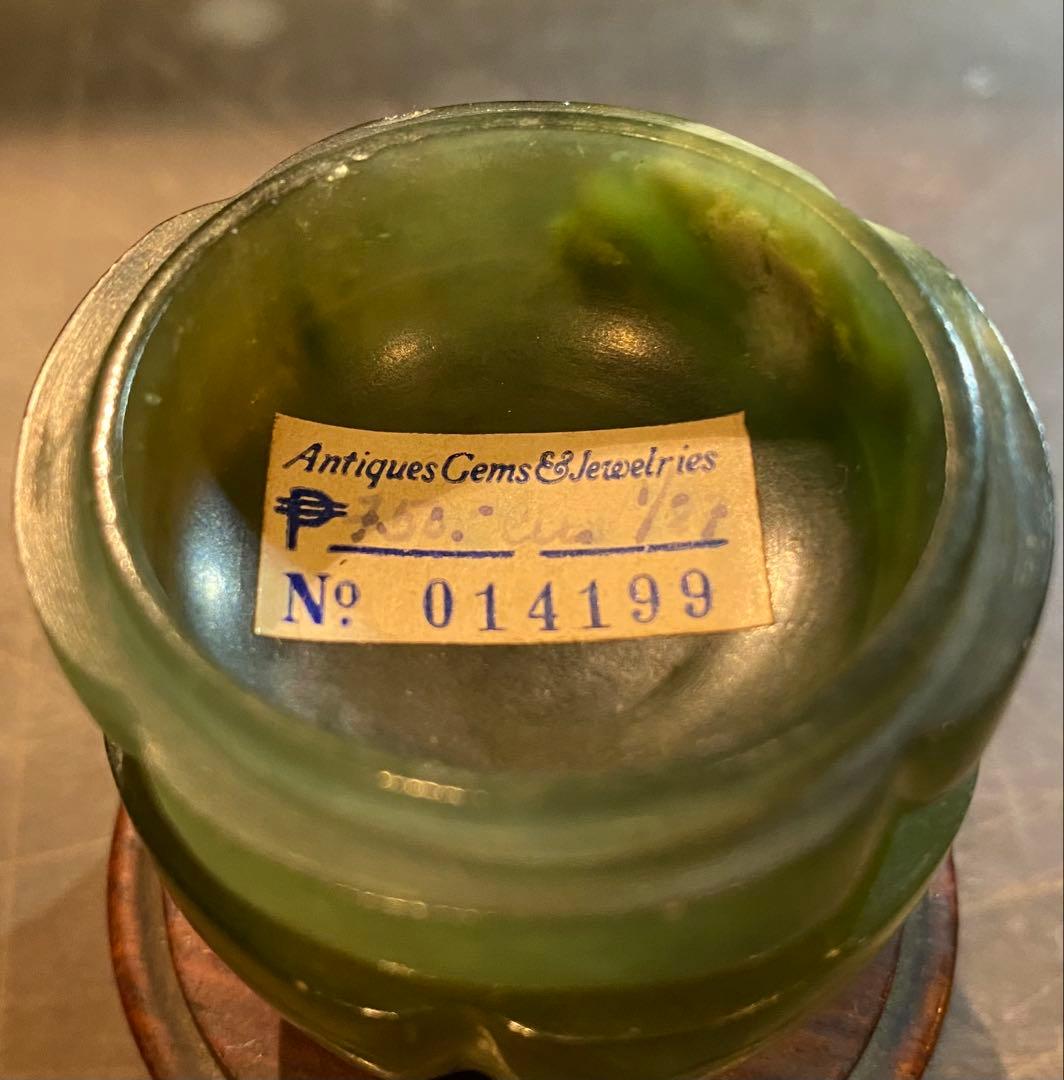 Antiques Gems & Jewelries
₱
Nº 014199